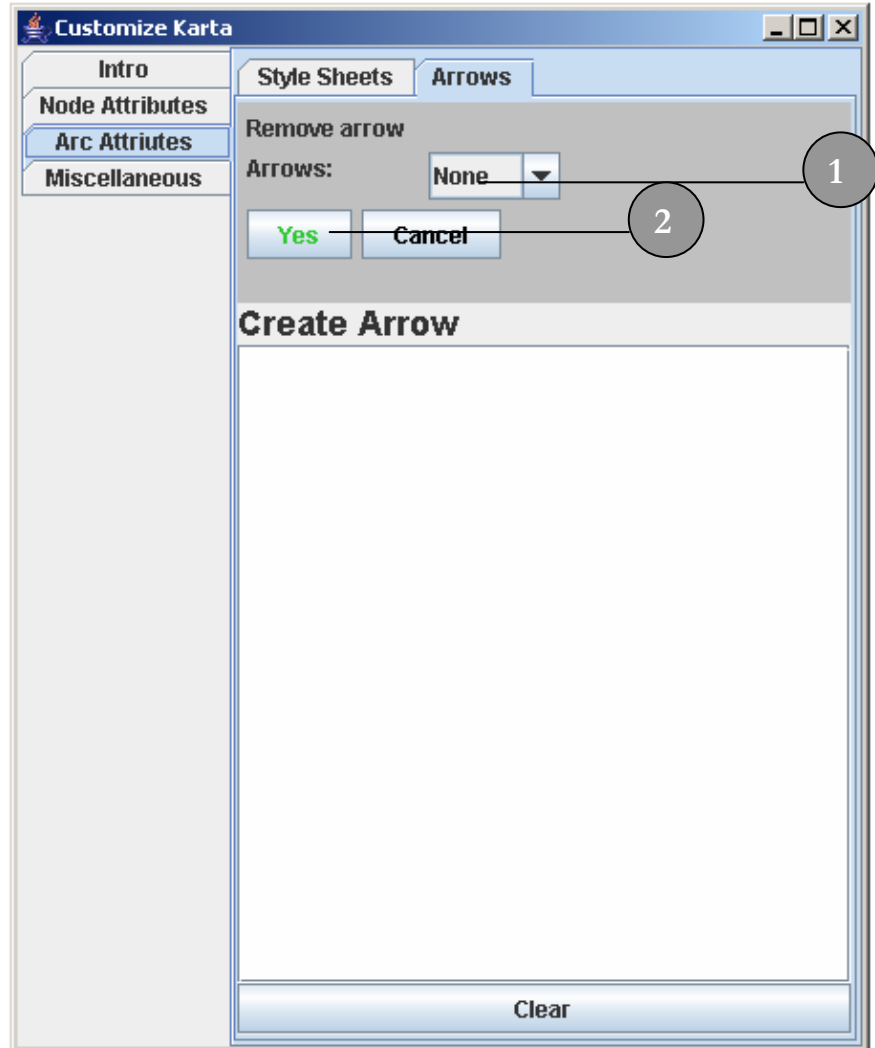 Customize Karta
Intro
Node Attributes
Arc Attriutes
Miscellaneous
Style Sheets Arrows
Remove arrow
Arrows: None 1
Yes Cancel 2
Create Arrow
Clear